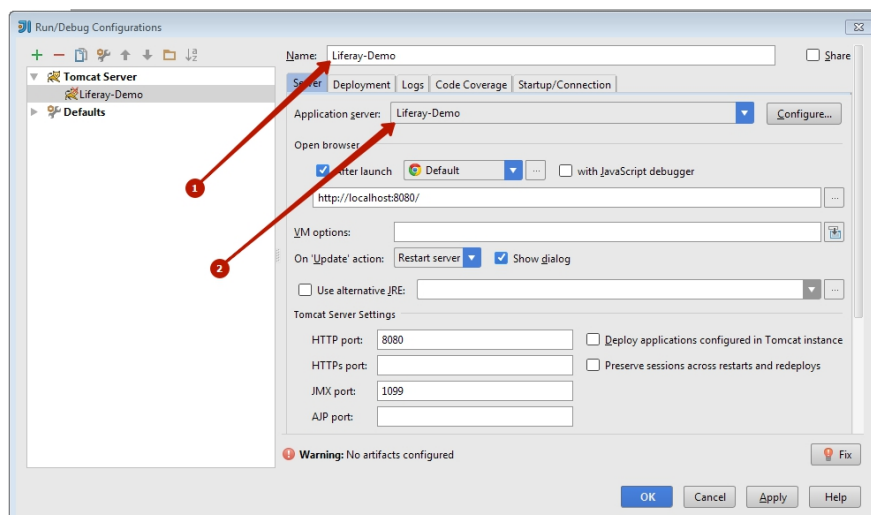 Run/Debug Configurations
Name: Liferay-Demo
Share
Tomcat Server
Liferay-Demo
Defaults
Server Deployment Logs Code Coverage Startup/Connection
Application server: Liferay-Demo Configure...
Open browser
After launch Default ... with JavaScript debugger
http://localhost:8080/ ...
1
VM options:
2
On 'Update' action: Restart server Show dialog
Use alternative JRE: ...
Tomcat Server Settings
HTTP port: 8080 Deploy applications configured in Tomcat instance
HTTPs port: Preserve sessions across restarts and redeploys
JMX port: 1099
AJP port:
Warning: No artifacts configured Fix
OK Cancel Apply Help